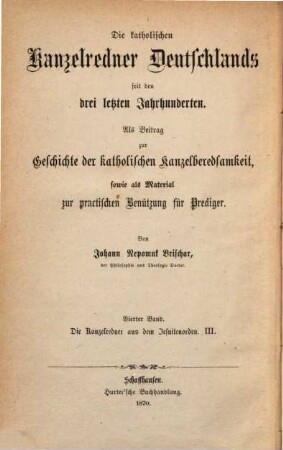 Die katholischen
Kanzelredner Deutschlands
seit den
drei letzten Jahrhunderten.
Als Beitrag
zur
Geschichte der katholischen Kanzelberedsamkeit,
sowie als Material
zur practischen Benützung für Prediger.
Von
Johann Nepomuk Brischar,
der Philosophie und Theologie Doctor.
Vierter Band.
Die Kanzelredner aus dem Jesuitenorden. III.
Schaffhausen.
Hurter'sche Buchhandlung.
1870.